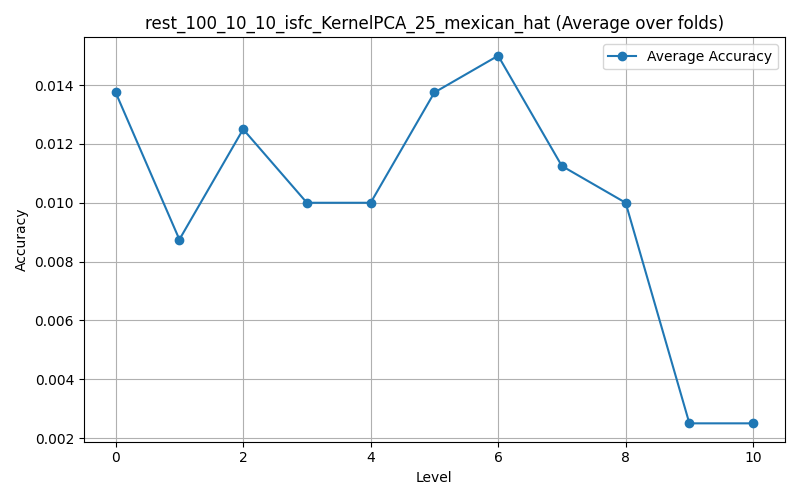 rest_100_10_10_isfc_KernelPCA_25_mexican_hat (Average over folds)
Average Accuracy
0.014
0.012
0.010
0.008
0.006
0.004
0.002
Accuracy
0 2 4 6 8 10
Level